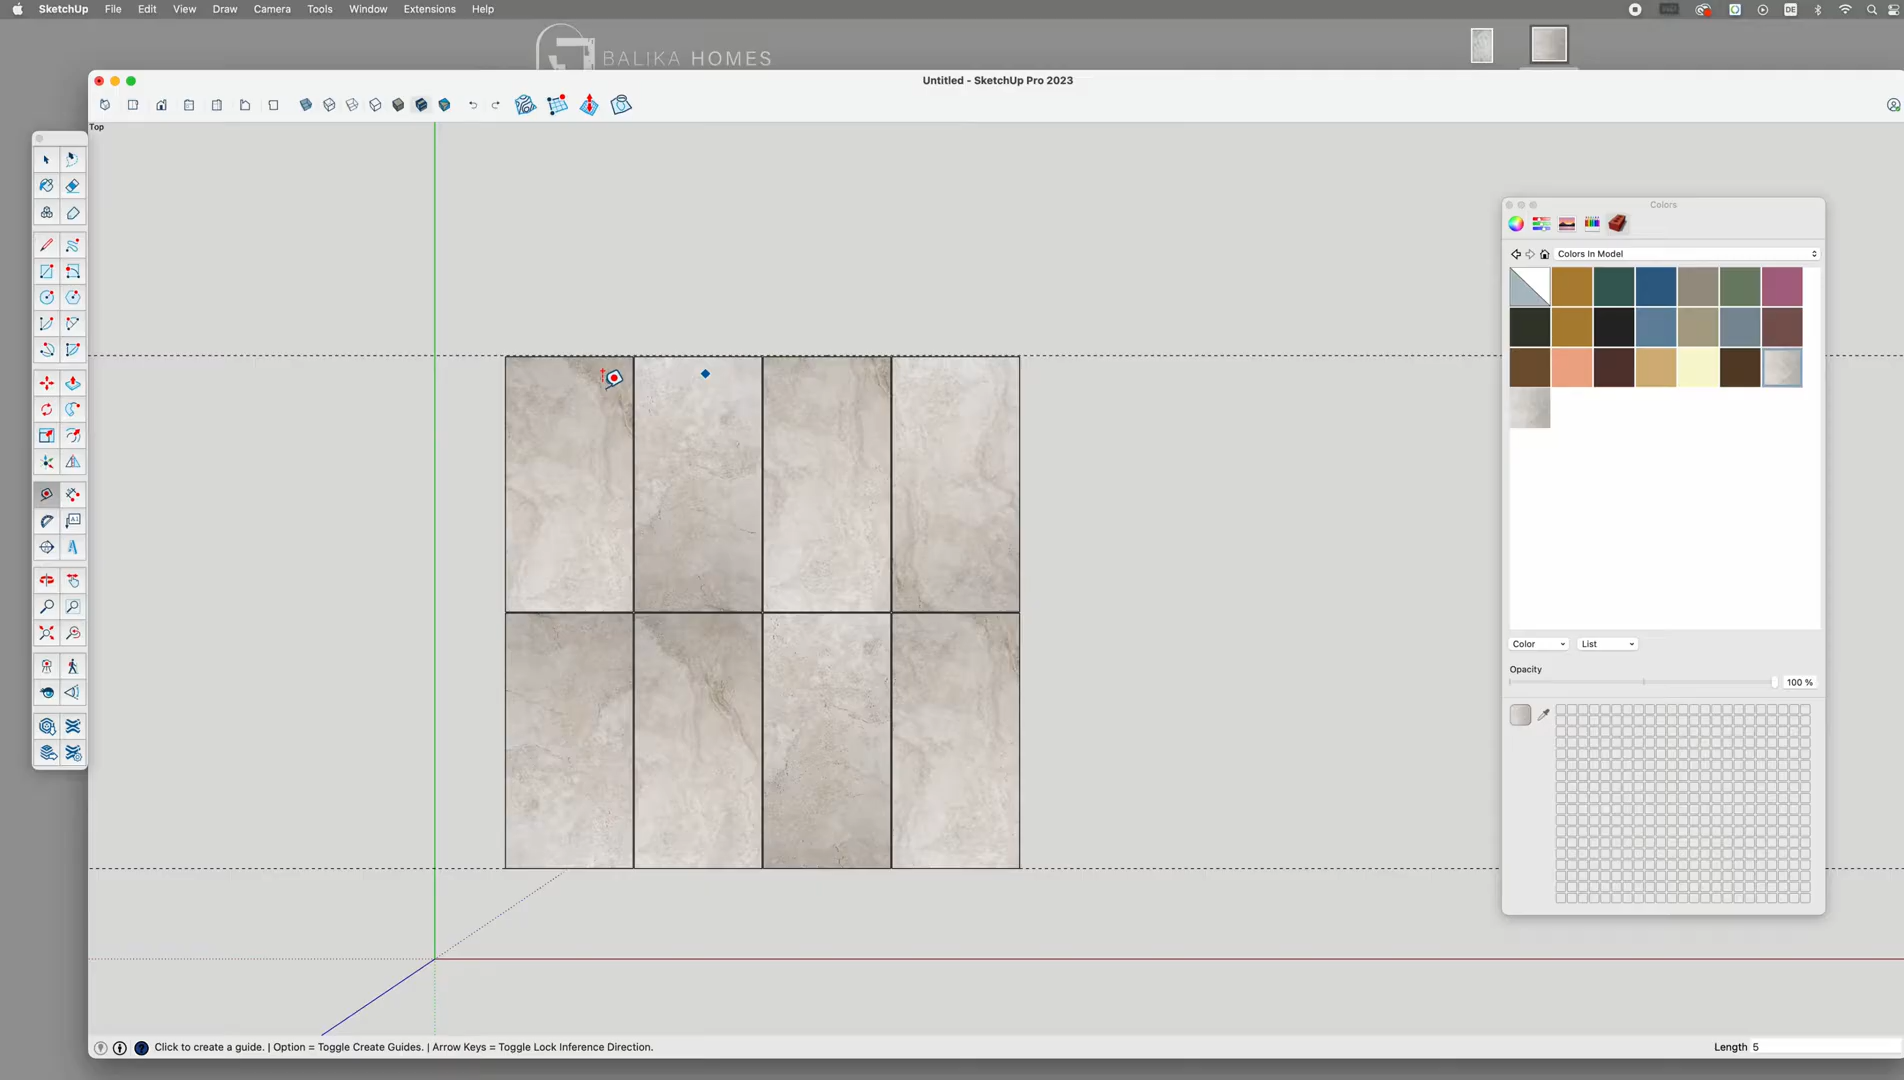 SketchUp File Edit View Draw Camera Tools Window Extensions Help DE
BALIKA HOMES
Untitled - SketchUp Pro 2023
Top
A1
A
Colors
Colors In Model
Color List
Opacity
100 %
? Click to create a guide. | Option = Toggle Create Guides. | Arrow Keys = Toggle Lock Inference Direction. Length 5